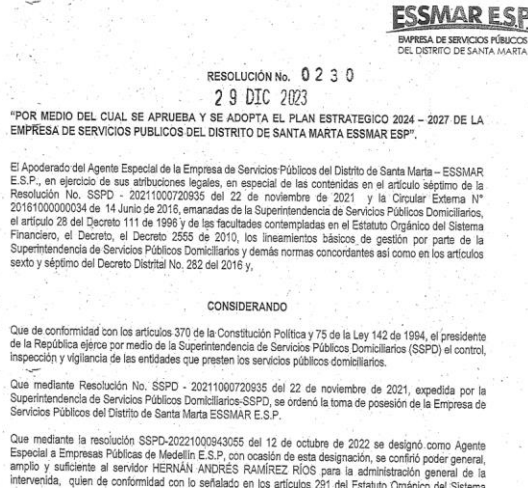 ESSMAR E.S.P.
EMPRESA DE SERVICIOS PÚBLICOS
DEL DISTRITO DE SANTA MARTA
RESOLUCIÓN No. 0 2 3 0
2 9 DIC 2023
"POR MEDIO DEL CUAL SE APRUEBA Y SE ADOPTA EL PLAN ESTRATEGICO 2024 – 2027 DE LA
EMPRESA DE SERVICIOS PUBLICOS DEL DISTRITO DE SANTA MARTA ESSMAR ESP".
El Apoderado del Agente Especial de la Empresa de Servicios Públicos del Distrito de Santa Marta – ESSMAR
E.S.P., en ejercicio de sus atribuciones legales, en especial de las contenidas en el artículo séptimo de la
Resolución No. SSPD - 20211000720935 del 22 de noviembre de 2021 y la Circular Externa N°
20161000000034 de 14 Junio de 2016, emanadas de la Superintendencia de Servicios Públicos Domiciliarios,
el artículo 28 del Decreto 111 de 1996 y de las facultades contempladas en el Estatuto Orgánico del Sistema
Financiero, el Decreto, el Decreto 2555 de 2010, los lineamientos básicos de gestión por parte de la
Superintendencia de Servicios Públicos Domiciliarios y demás normas concordantes así como en los artículos
sexto y séptimo del Decreto Distrital No. 282 del 2016 y,
CONSIDERANDO
Que de conformidad con los artículos 370 de la Constitución Política y 75 de la Ley 142 de 1994, el presidente
de la República ejerce por medio de la Superintendencia de Servicios Públicos Domiciliarios (SSPD) el control,
inspección y vigilancia de las entidades que presten los servicios públicos domiciliarios.
Que mediante Resolución No. SSPD - 20211000720935 del 22 de noviembre de 2021, expedida por la
Superintendencia de Servicios Públicos Domiciliarios-SSPD, se ordenó la toma de posesión de la Empresa de
Servicios Públicos del Distrito de Santa Marta ESSMAR E.S.P.
Que mediante la resolución SSPD-20221000943055 del 12 de octubre de 2022 se designó como Agente
Especial a Empresas Públicas de Medellín E.S.P, con ocasión de esta designación, se confirió poder general,
amplio y suficiente al servidor HERNÁN ANDRÉS RAMÍREZ RÍOS para la administración general de la
intervenida, quien de conformidad con lo señalado en los artículos 291 del Estatuto Orgánico del Sistema